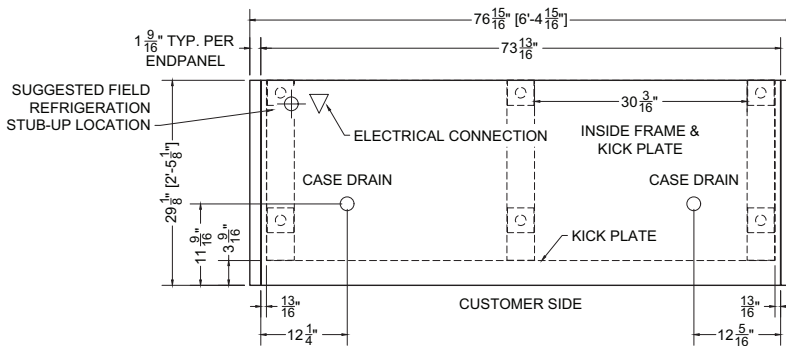 76 15/16" [6'-4 15/16"]
1 9/16" TYP. PER
ENDPANEL
73 13/16"
SUGGESTED FIELD
REFRIGERATION
STUB-UP LOCATION
30 3/16"
ELECTRICAL CONNECTION
INSIDE FRAME &
KICK PLATE
29 1/8" [2'-5 1/8"]
CASE DRAIN
CASE DRAIN
11 9/16"
3 9/16"
KICK PLATE
13/16"
CUSTOMER SIDE
13/16"
12 1/4"
12 5/16"